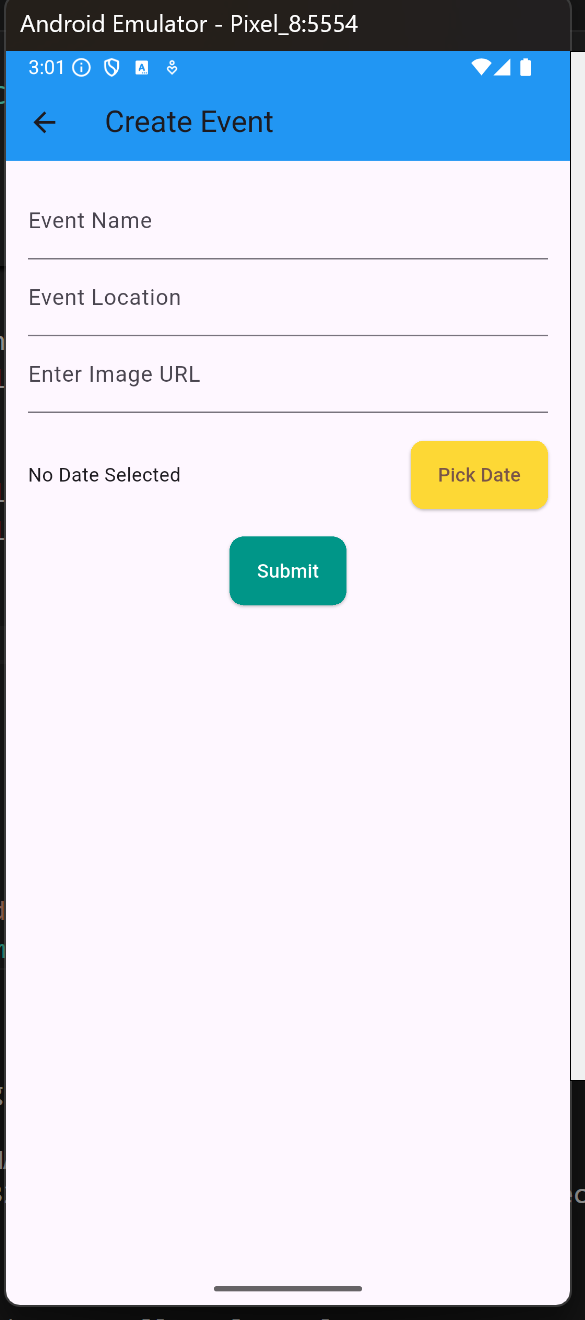 Android Emulator - Pixel_8:5554
3:01
Create Event
Event Name
Event Location
Enter Image URL
No Date Selected
Pick Date
Submit